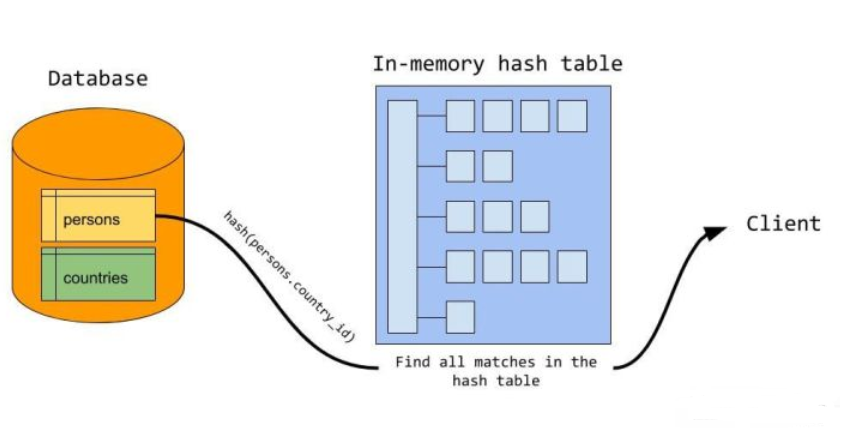 Database
In-memory hash table
persons
countries
hash(persons.country_id)
Client
Find all matches in the
hash table